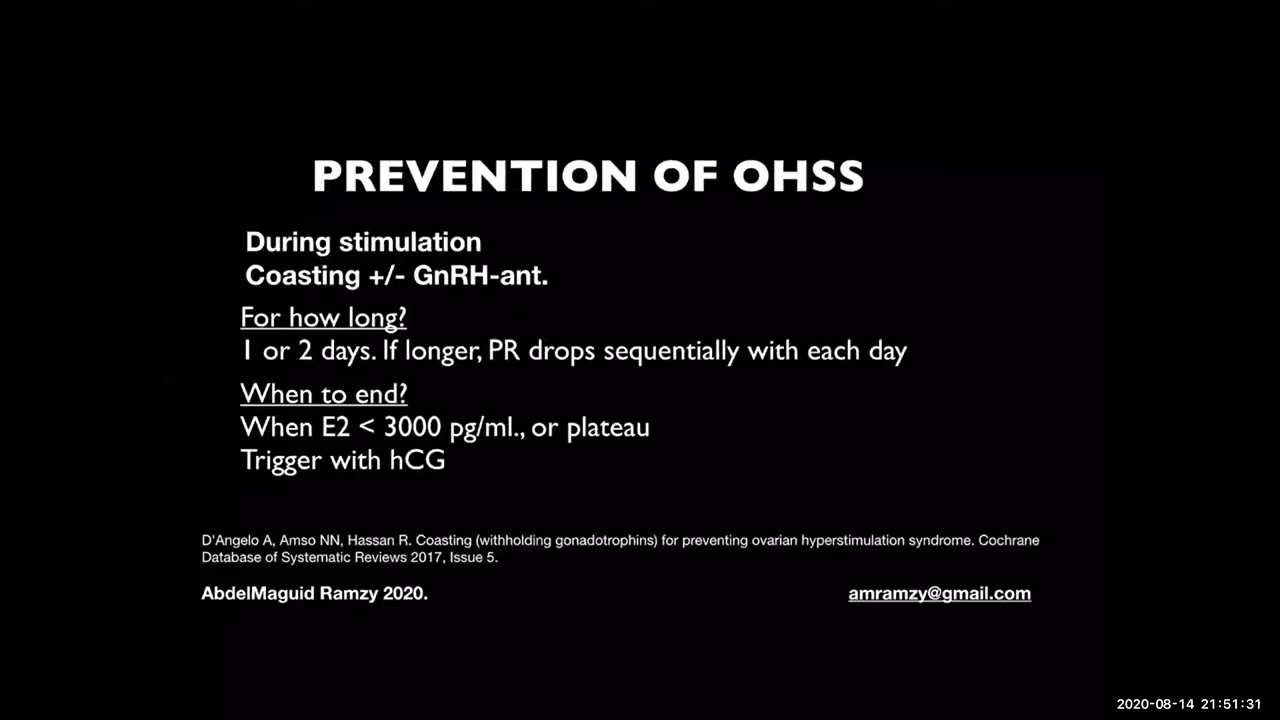 PREVENTION OF OHSS
During stimulation
Coasting +/- GnRH-ant.
For how long?
1 or 2 days. If longer, PR drops sequentially with each day
When to end?
When E2 < 3000 pg/ml., or plateau
Trigger with hCG
D'Angelo A, Amso NN, Hassan R. Coasting (withholding gonadotrophins) for preventing ovarian hyperstimulation syndrome. Cochrane
Database of Systematic Reviews 2017, Issue 5.
AbdelMaguid Ramzy 2020.
amramzy@gmail.com
2020-08-14 21:51:31